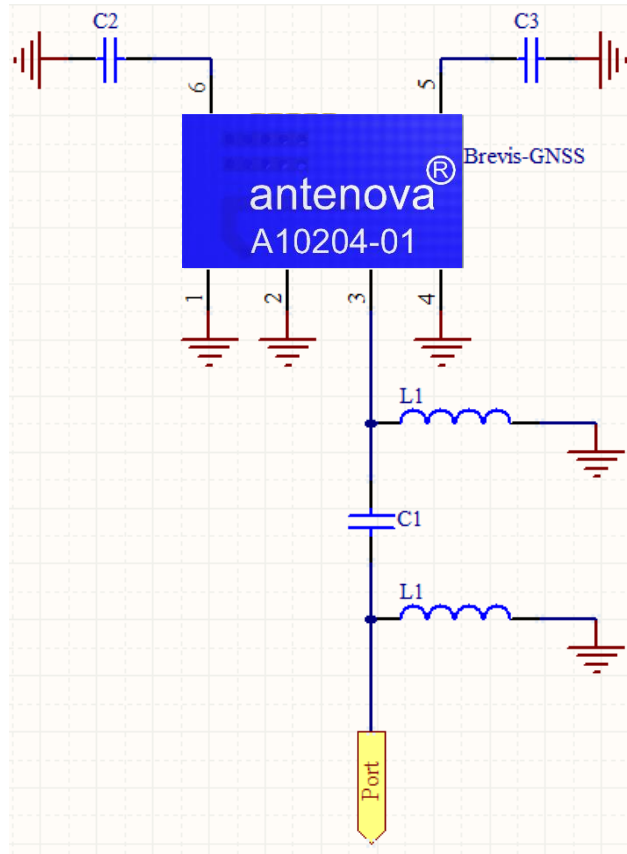 C2
C3
6
5
Brevis-GNSS
antenova®
A10204-01
1
2
3
4
L1
C1
L1
Port